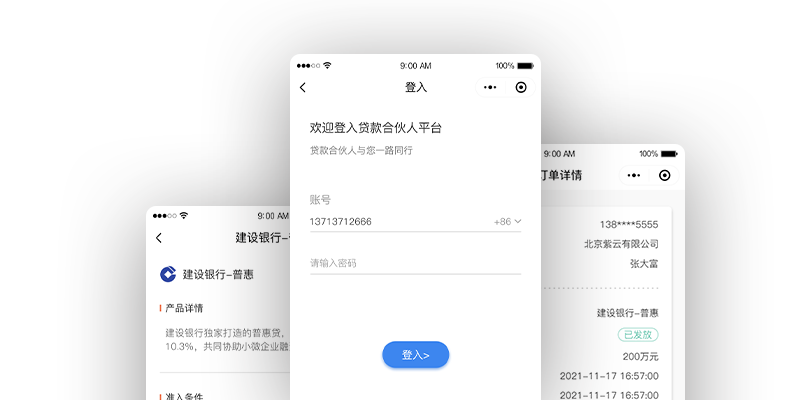 9:00 AM
100%
登入
欢迎登入贷款合伙人平台
贷款合伙人与您一路同行
账号
13713712666
+86
请输入密码
登入>
9:00 AM
建设银行-
建设银行-普惠
产品详情
建设银行独家打造的普惠贷,
10.3%，共同协助小微企业融
准入条件
9:00 AM
100%
订单详情
138****5555
北京紫云有限公司
张大富
建设银行-普惠
已发放
200万元
2021-11-17 16:57:00
2021-11-17 16:57:00